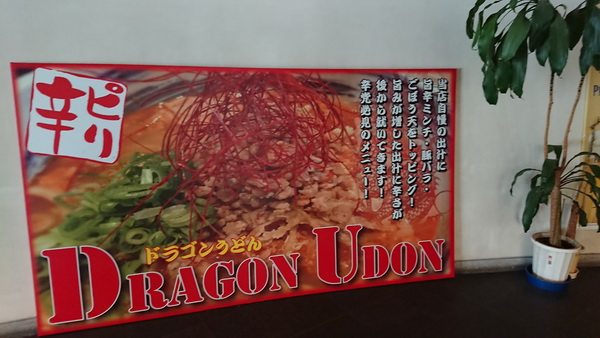 ピリ
辛
当店自慢の出汁に
旨辛ミンチ・豚バラ・
ごぼう天をトッピング!
旨みが増した出汁に辛さが
後から続いてきます!
辛党必見のメニュー!
ドラゴンうどん
DRAGON UDON